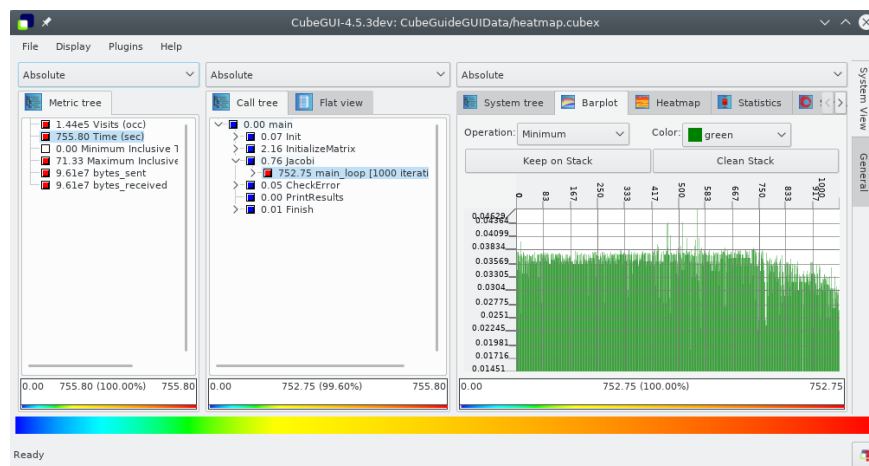 CubeGUI-4.5.3dev: CubeGuideGUIData/heatmap.cubex
File Display Plugins Help
Absolute
Absolute
Absolute
Metric tree
Call tree
Flat view
System tree
Barplot
Heatmap
Statistics
System View
General
1.44e5 Visits (occ)
755.80 Time (sec)
0.00 Minimum Inclusive T
71.33 Maximum Inclusive
9.61e7 bytes_sent
9.61e7 bytes_received
0.00 main
0.07 Init
2.16 InitializeMatrix
0.76 Jacobi
752.75 main_loop [1000 iterati
0.05 CheckError
0.00 PrintResults
0.01 Finish
Operation: Minimum
Color: green
Keep on Stack
Clean Stack
0 83 167 250 333 417 500 583 667 750 833 917 1000
0.04629
0.04364
0.04099
0.03834
0.03569
0.03305
0.0304
0.02775
0.0251
0.02245
0.01981
0.01716
0.01451
0.00 755.80 (100.00%) 755.80
0.00 752.75 (99.60%) 755.80
0.00 752.75 (100.00%) 752.75
Ready